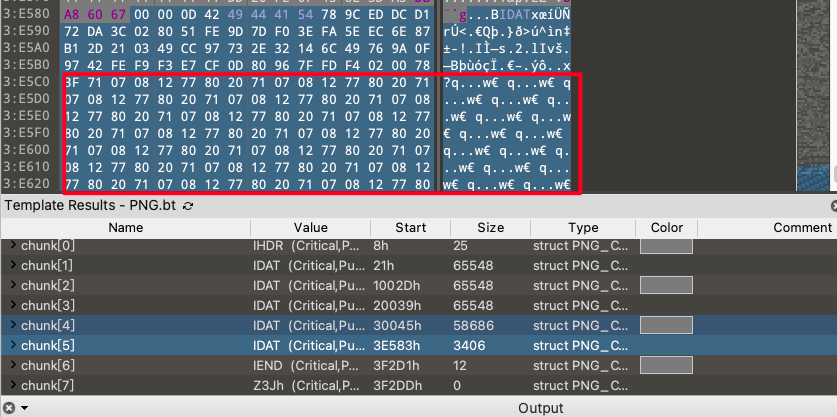 3:E580 A8 60 67 00 00 0D 42 49 44 41 54 78 9C ED DC D1 ¨`g...BIDATxœíÜÑ
3:E590 72 DA 3C 02 80 51 FE 9D 7D F0 3E FA 5E EC 6E 87 rÚ<.€Qþ.}ð>ú^ìn‡
3:E5A0 B1 2D 21 03 49 CC 97 73 2E 32 14 6C 49 76 9A 0F ±-!.IÌ—s.2.lIvš.
3:E5B0 97 42 FE F9 F3 E7 CF 0D 80 96 7F FD F4 02 00 78 —BþùóçÏ.€–.ýô..x
3:E5C0 3F 71 07 08 12 77 80 20 71 07 08 12 77 80 20 71 ?q...w€ q...w€ q
3:E5D0 07 08 12 77 80 20 71 07 08 12 77 80 20 71 07 08 ...w€ q...w€ q..
3:E5E0 12 77 80 20 71 07 08 12 77 80 20 71 07 08 12 77 .w€ q...w€ q...w
3:E5F0 80 20 71 07 08 12 77 80 20 71 07 08 12 77 80 20 € q...w€ q...w€
3:E600 71 07 08 12 77 80 20 71 07 08 12 77 80 20 71 07 q...w€ q...w€ q.
3:E610 08 12 77 80 20 71 07 08 12 77 80 20 71 07 08 12 ..w€ q...w€ q...
3:E620 77 80 20 71 07 08 12 77 80 20 71 07 08 12 77 80 w€ q...w€ q...w€
Template Results - PNG.bt
Name Value Start Size Type Color Comment
chunk[0] IHDR (Critical,P... 8h 25 struct PNG_C...
chunk[1] IDAT (Critical,Pu... 21h 65548 struct PNG_C...
chunk[2] IDAT (Critical,Pu... 1002Dh 65548 struct PNG_C...
chunk[3] IDAT (Critical,Pu... 20039h 65548 struct PNG_C...
chunk[4] IDAT (Critical,Pu... 30045h 58686 struct PNG_C...
chunk[5] IDAT (Critical,Pu... 3E583h 3406 struct PNG_C...
chunk[6] IEND (Critical,P... 3F2D1h 12 struct PNG_C...
chunk[7] Z3Jh (Critical,P... 3F2DDh 0 struct PNG_C...
Output